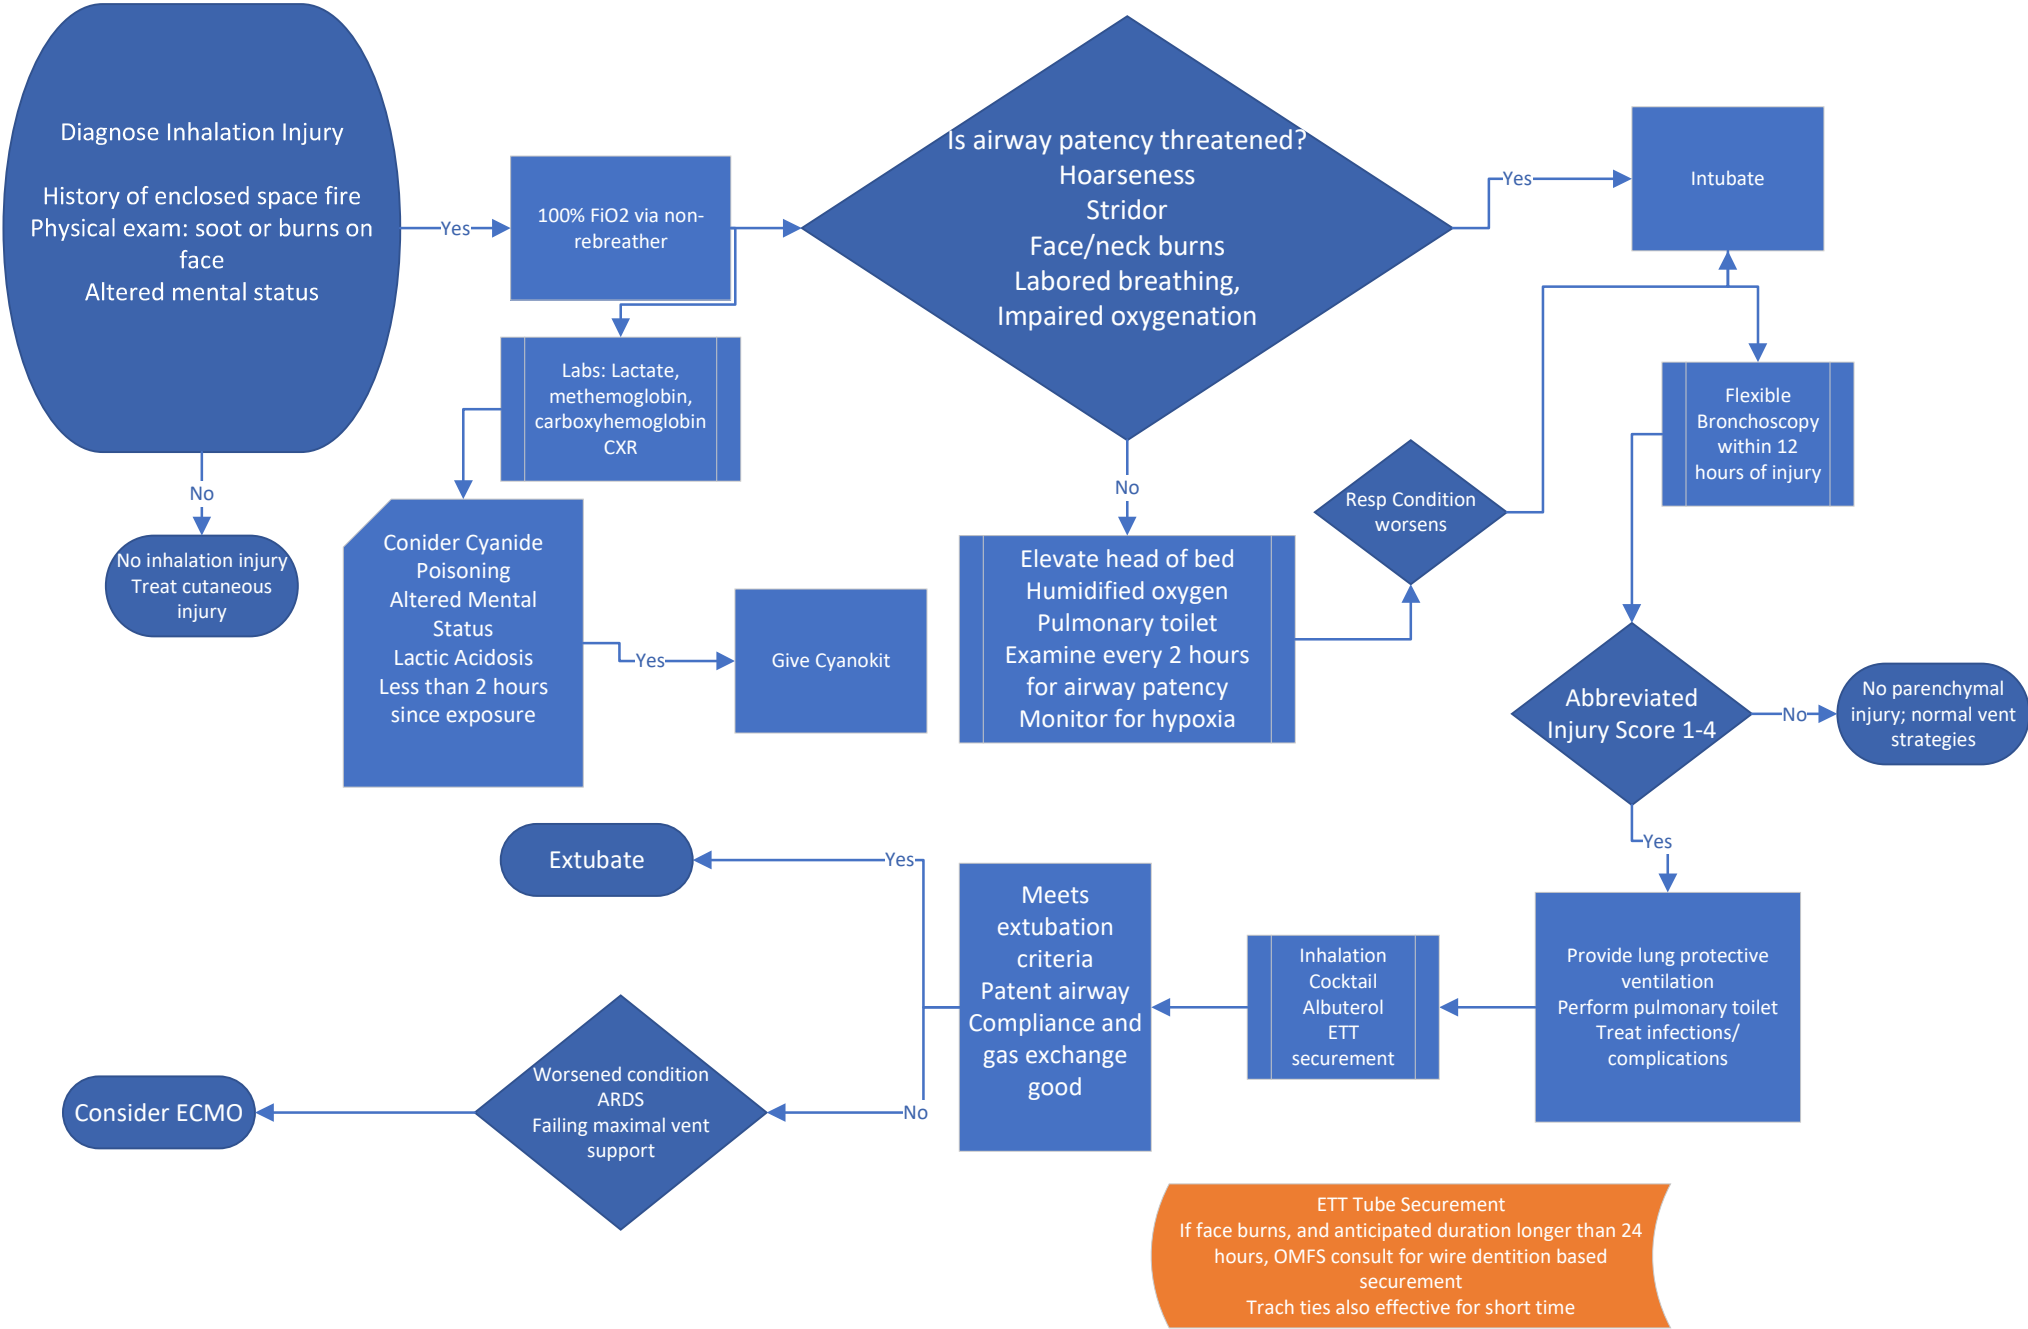 Diagnose Inhalation Injury
History of enclosed space fire
Physical exam: soot or burns on
face
Altered mental status
Yes
No
No inhalation injury
Treat cutaneous
injury
100% FiO2 via non-
rebreather
Labs: Lactate,
methemoglobin,
carboxyhemoglobin
CXR
Conider Cyanide
Poisoning
Altered Mental
Status
Lactic Acidosis
Less than 2 hours
since exposure
Yes
Give Cyanokit
Is airway patency threatened?
Hoarseness
Stridor
Face/neck burns
Labored breathing,
Impaired oxygenation
Yes
Intubate
No
Elevate head of bed
Humidified oxygen
Pulmonary toilet
Examine every 2 hours
for airway patency
Monitor for hypoxia
Resp Condition
worsens
Flexible
Bronchoscopy
within 12
hours of injury
Abbreviated
Injury Score 1-4
No
No parenchymal
injury; normal vent
strategies
Yes
Provide lung protective
ventilation
Perform pulmonary toilet
Treat infections/
complications
Inhalation
Cocktail
Albuterol
ETT
securement
Meets
extubation
criteria
Patent airway
Compliance and
gas exchange
good
Yes
Extubate
No
Worsened condition
ARDS
Failing maximal vent
support
Consider ECMO
ETT Tube Securement
If face burns, and anticipated duration longer than 24
hours, OMFS consult for wire dentition based
securement
Trach ties also effective for short time